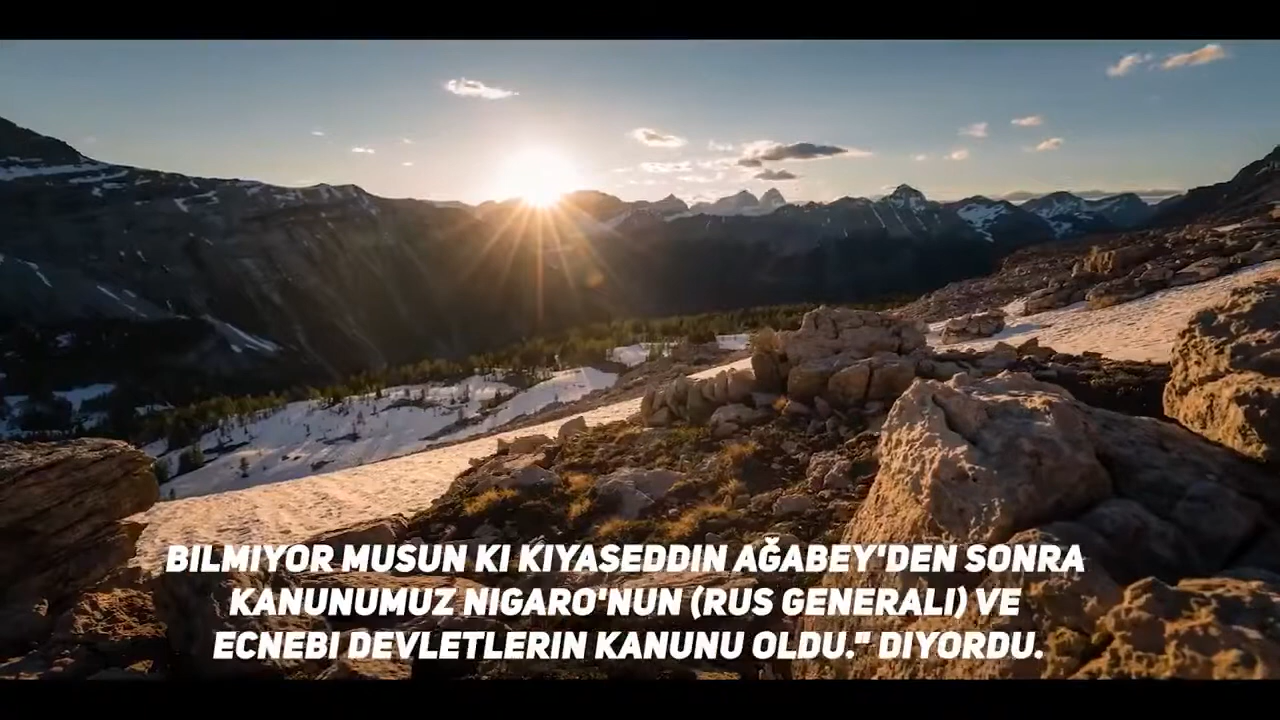 BILMIYOR MUSUN KI KIYASEDDIN AĞABEY'DEN SONRA
KANUNUMUZ NIGARO'NUN (RUS GENERALI) VE
ECNEBI DEVLETLERIN KANUNU OLDU." DIYORDU.